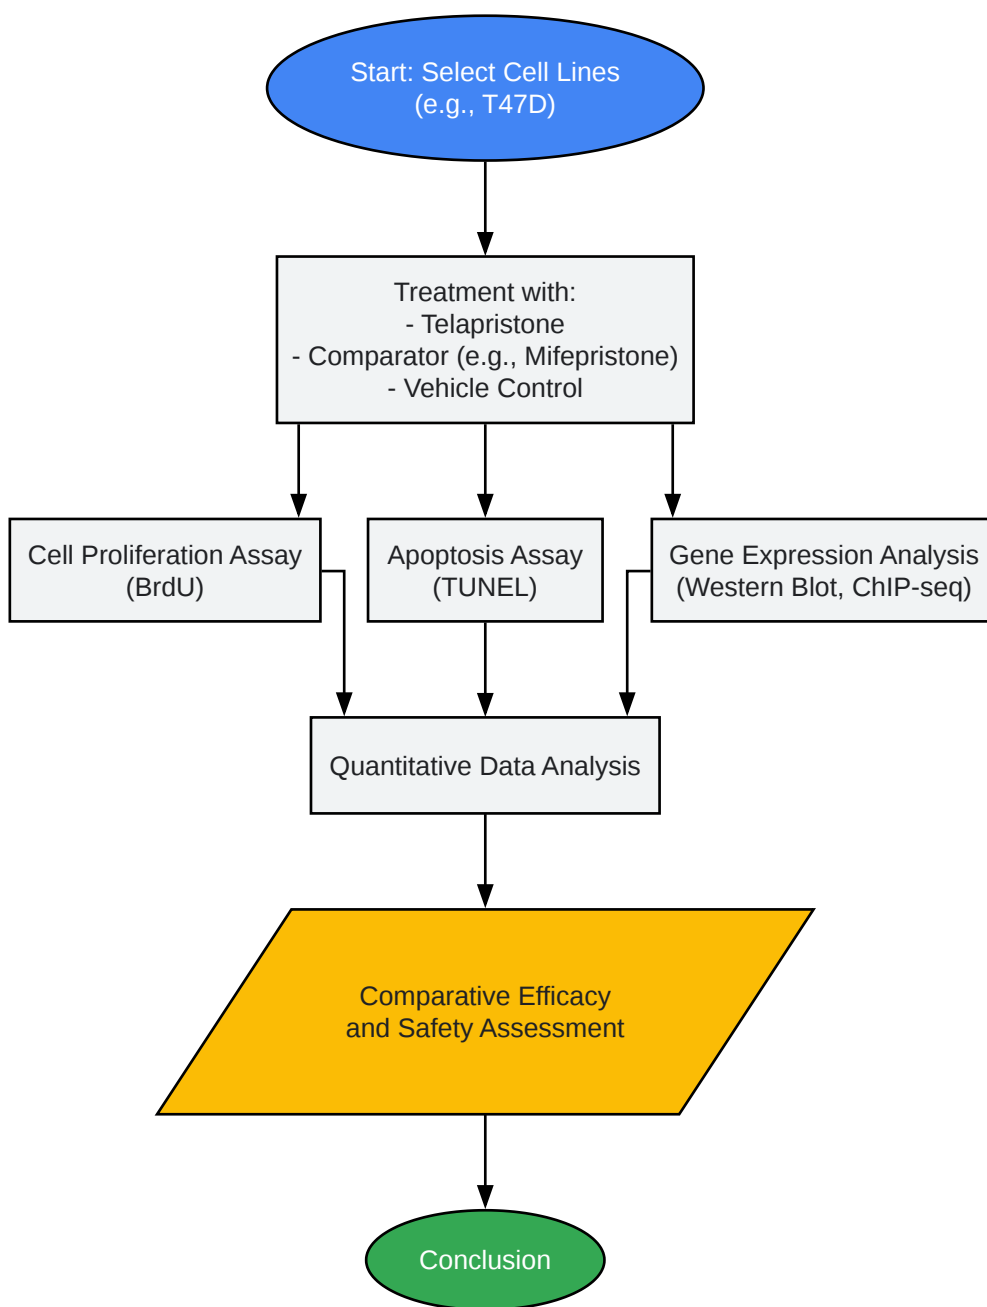 Start: Select Cell Lines
(e.g., T47D)
Treatment with:
- Telapristone
- Comparator (e.g., Mifepristone)
- Vehicle Control
Cell Proliferation Assay
(BrdU)
Apoptosis Assay
(TUNEL)
Gene Expression Analysis
(Western Blot, ChIP-seq)
Quantitative Data Analysis
Comparative Efficacy
and Safety Assessment
Conclusion